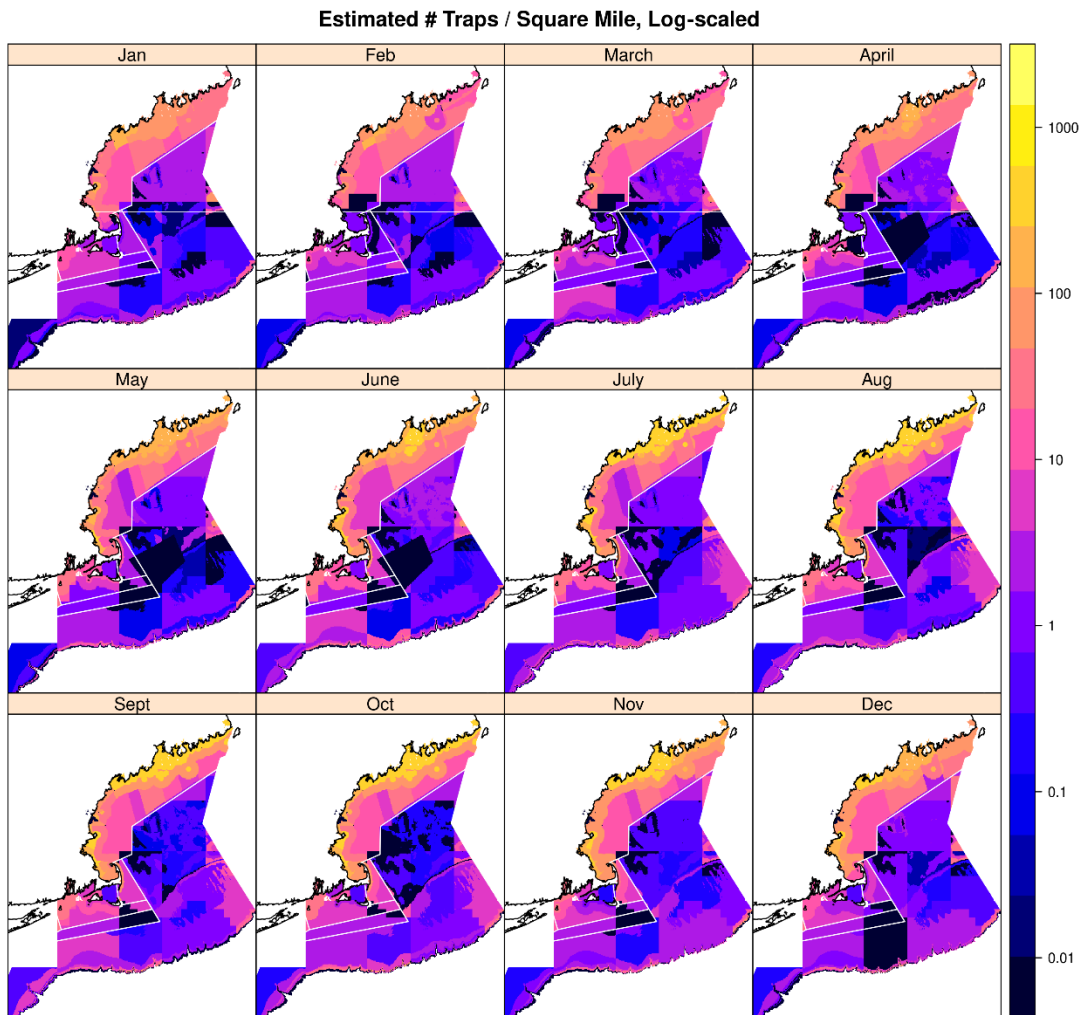 Estimated # Traps / Square Mile, Log-scaled
Jan
Feb
March
April
May
June
July
Aug
Sept
Oct
Nov
Dec
1000
100
10
1
0.1
0.01